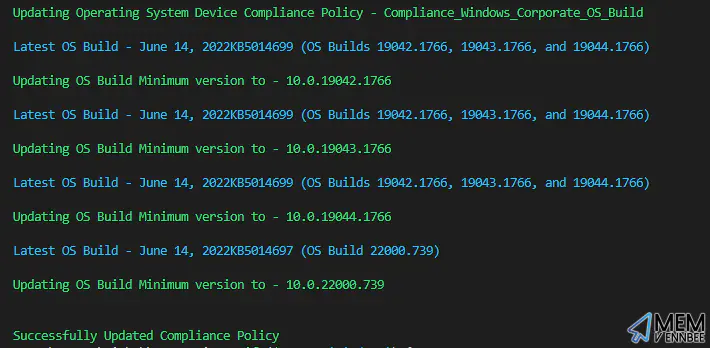 Updating Operating System Device Compliance Policy - Compliance_Windows_Corporate_OS_Build
Latest OS Build - June 14, 2022KB5014699 (OS Builds 19042.1766, 19043.1766, and 19044.1766)
Updating OS Build Minimum version to - 10.0.19042.1766
Latest OS Build - June 14, 2022KB5014699 (OS Builds 19042.1766, 19043.1766, and 19044.1766)
Updating OS Build Minimum version to - 10.0.19043.1766
Latest OS Build - June 14, 2022KB5014699 (OS Builds 19042.1766, 19043.1766, and 19044.1766)
Updating OS Build Minimum version to - 10.0.19044.1766
Latest OS Build - June 14, 2022KB5014697 (OS Build 22000.739)
Updating OS Build Minimum version to - 10.0.22000.739
Successfully Updated Compliance Policy
MEM
VENNBEE